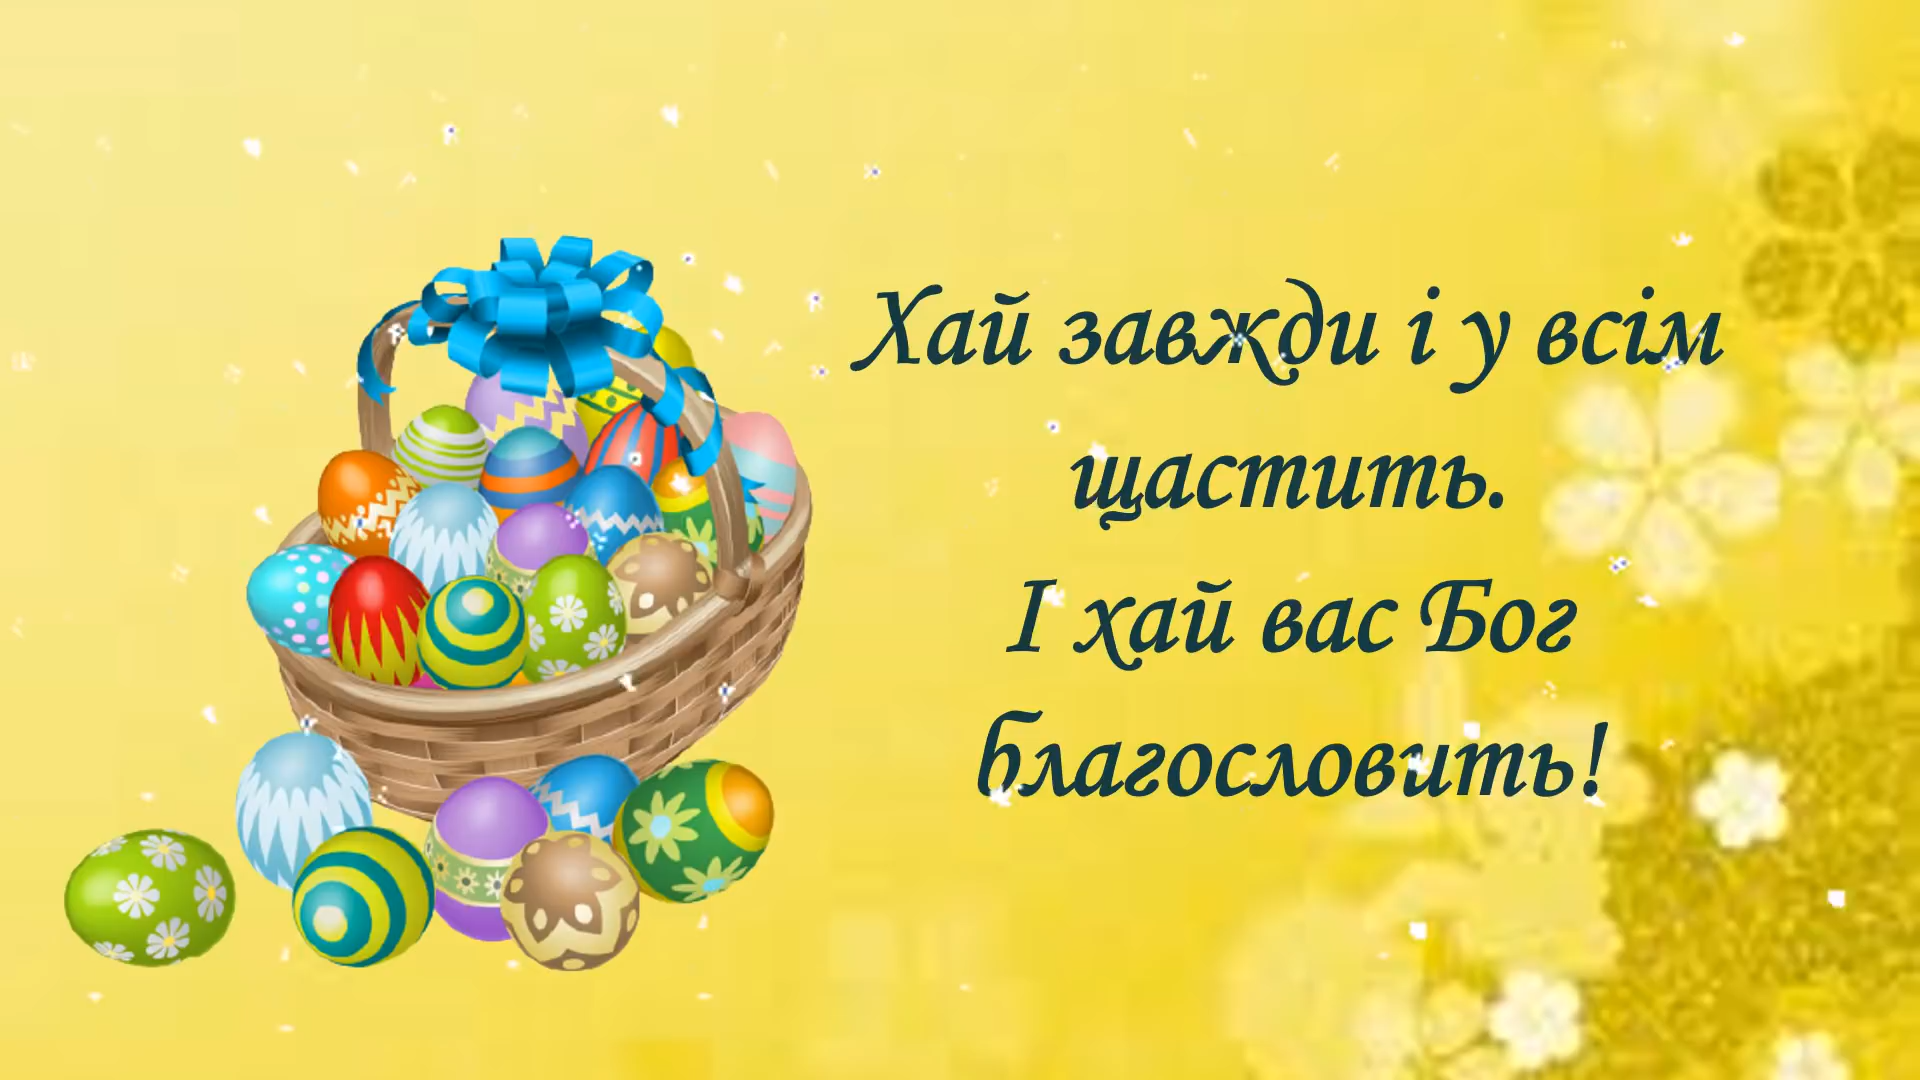 Хай завжди і у всім
щастить.
І хай вас Бог
благословить!